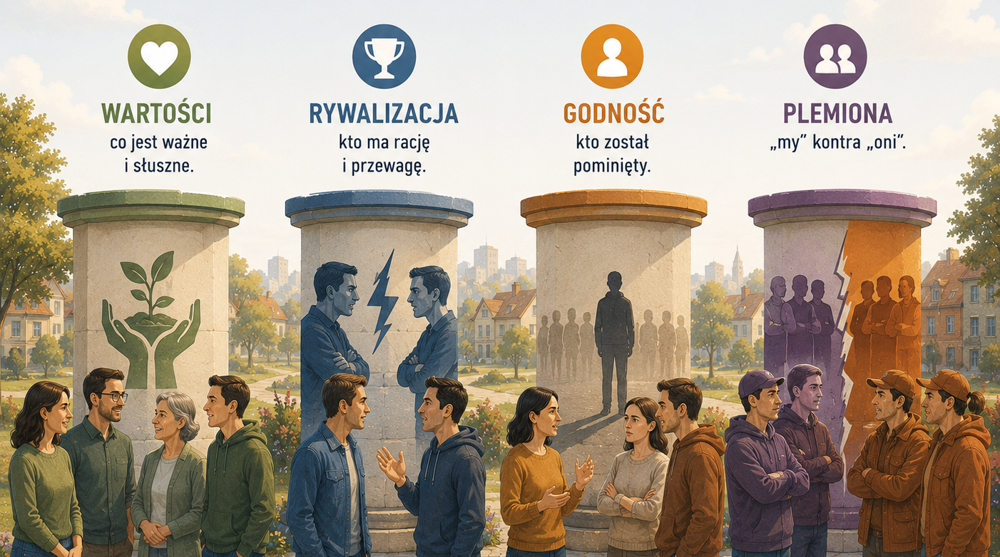 WARTOŚCI
co jest ważne
i słuszne.
RYWALIZACJA
kto ma rację
i przewagę.
GODNOŚĆ
kto został
pominięty.
PLEMIONA
„my” kontra „oni”.